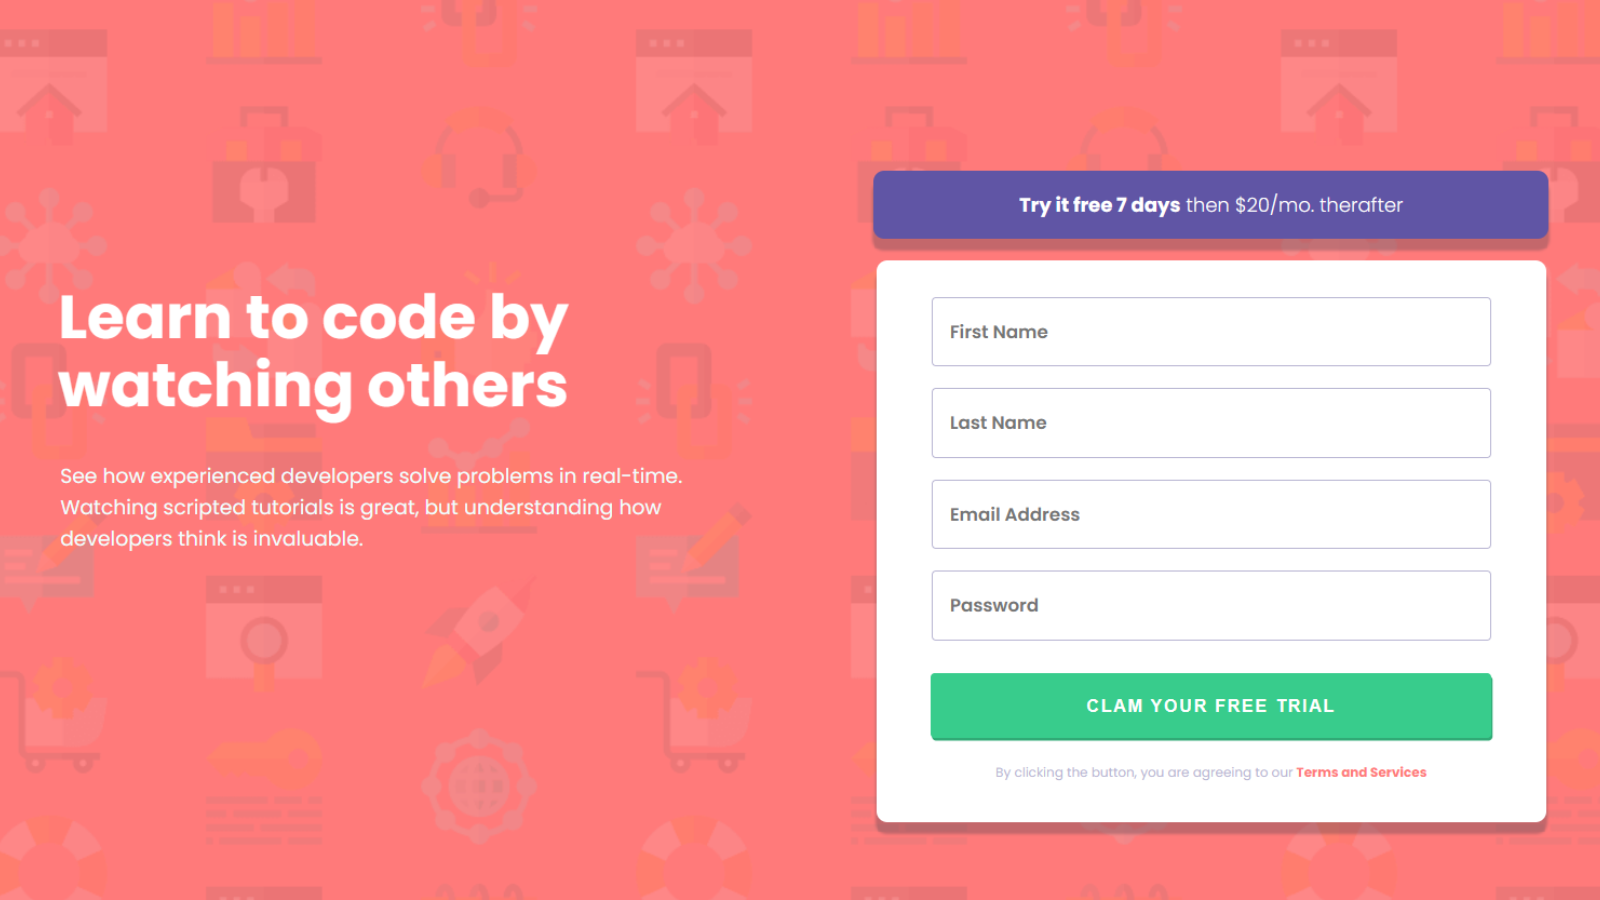 Learn to code by
watching others
See how experienced developers solve problems in real-time.
Watching scripted tutorials is great, but understanding how
developers think is invaluable.
Try it free 7 days then $20/mo. therafter
First Name
Last Name
Email Address
Password
CLAM YOUR FREE TRIAL
By clicking the button, you are agreeing to our Terms and Services